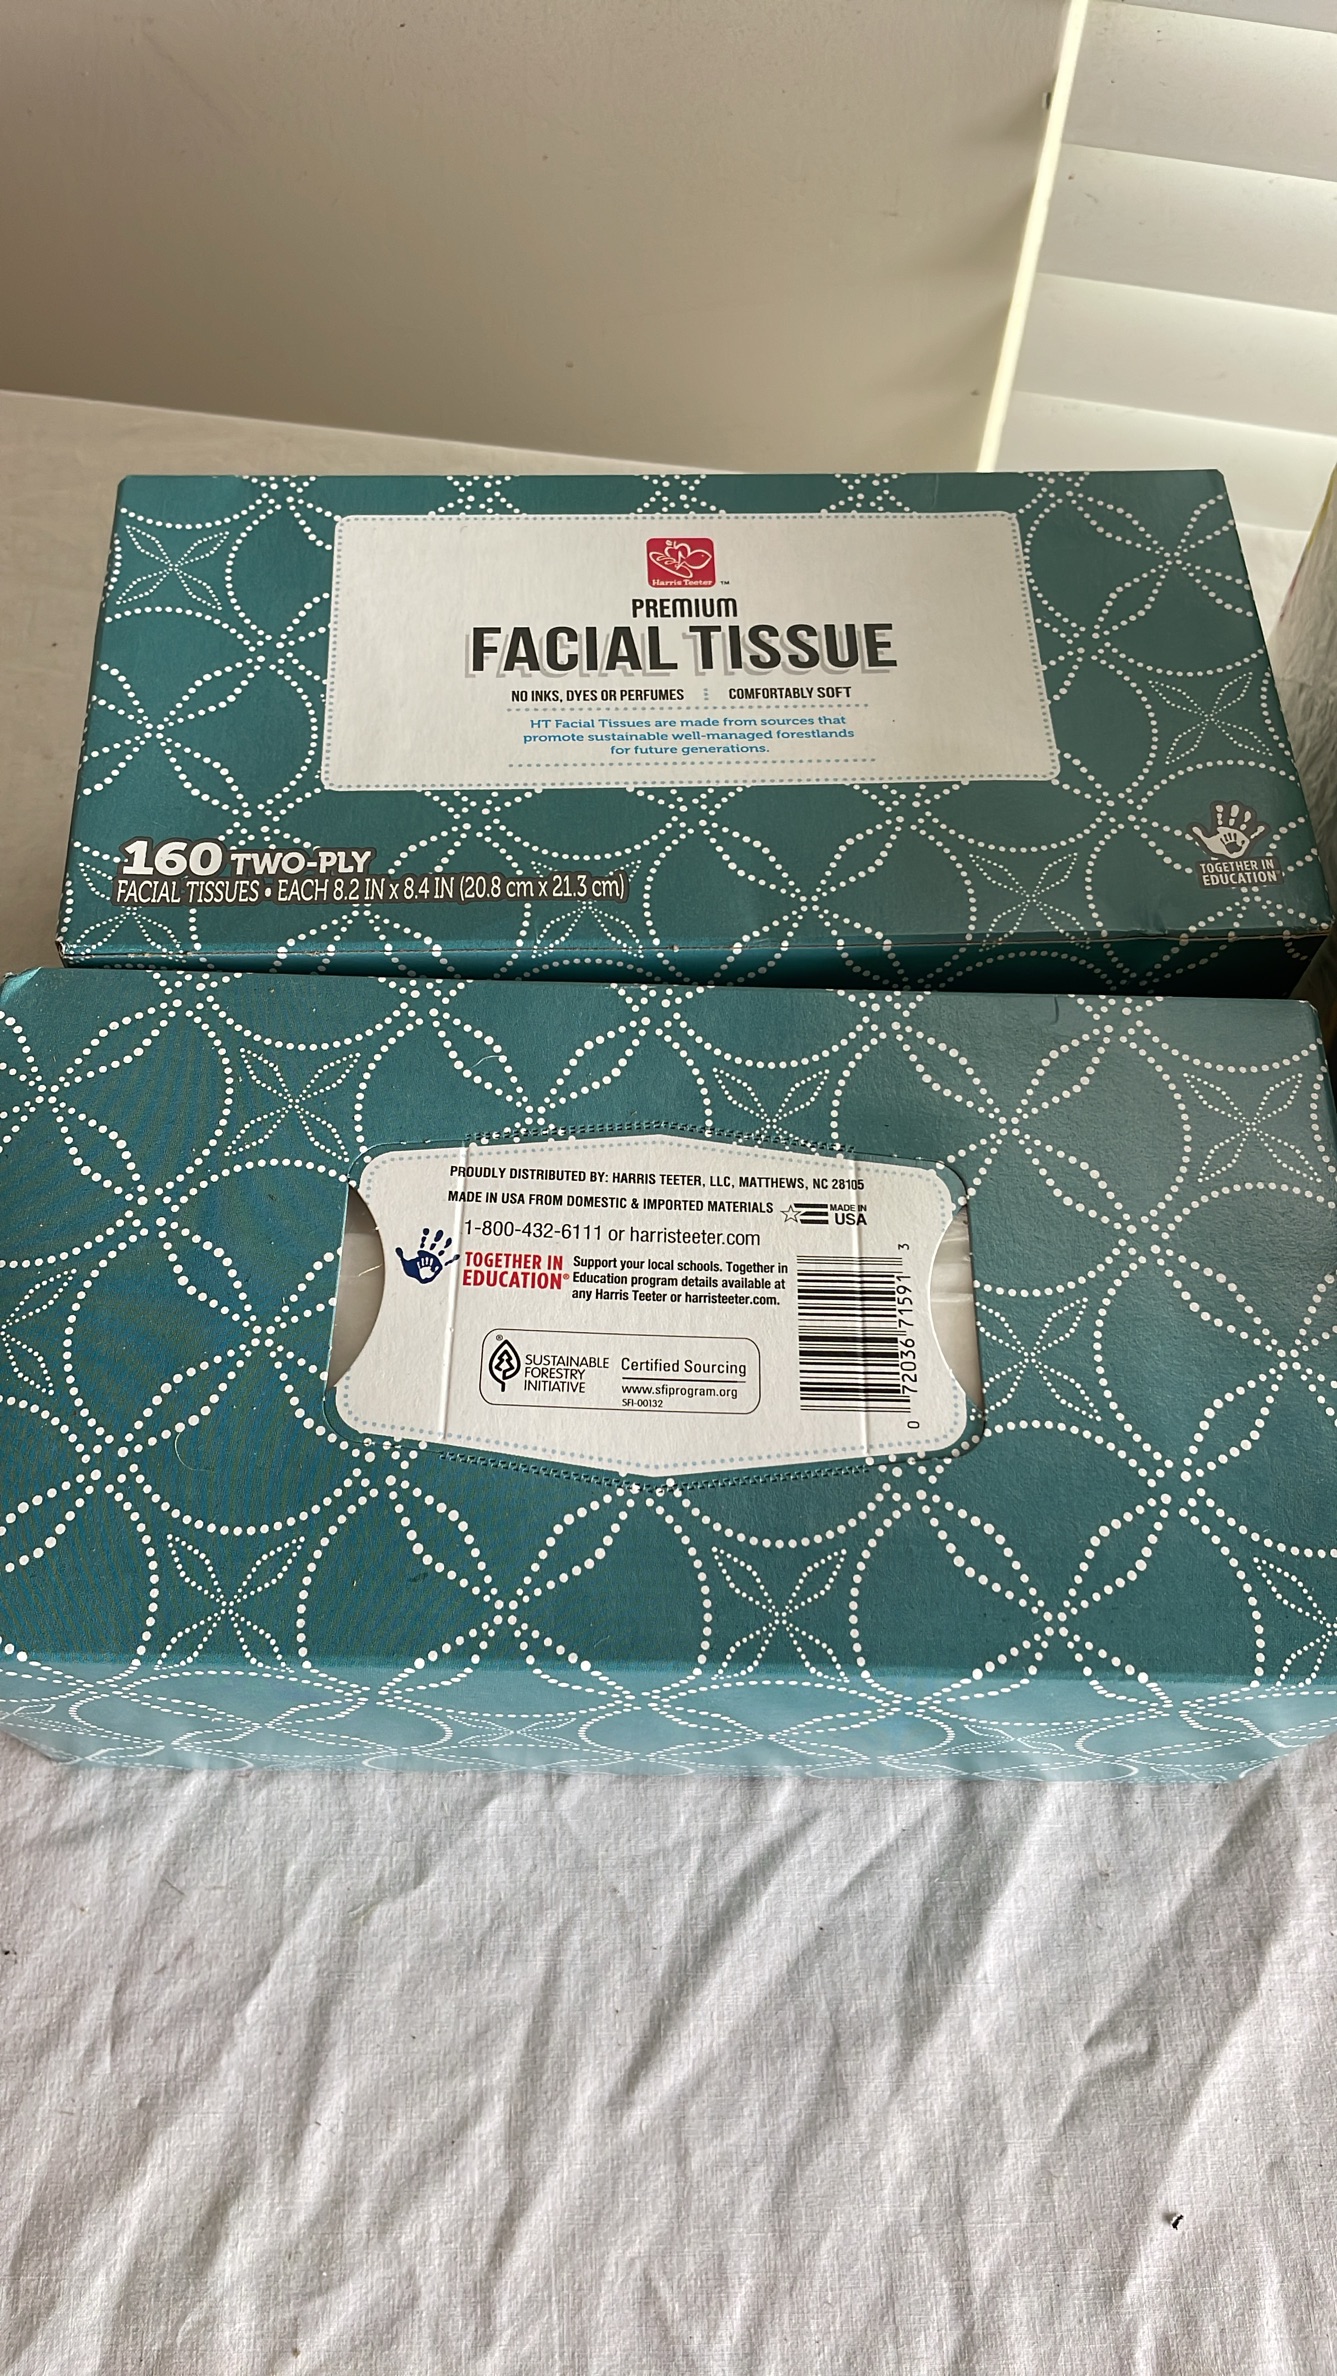 Harris Teeter ™
PREMIUM
FACIAL TISSUE
NO INKS, DYES OR PERFUMES COMFORTABLY SOFT
HT Facial Tissues are made from sources that
promote sustainable well-managed forestlands
for future generations.
160 TWO-PLY
FACIAL TISSUES • EACH 8.2 IN x 8.4 IN (20.8 cm x 21.3 cm)
TOGETHER IN
EDUCATION®
PROUDLY DISTRIBUTED BY: HARRIS TEETER, LLC, MATTHEWS, NC 28105
MADE IN USA FROM DOMESTIC & IMPORTED MATERIALS
MADE IN
USA
1-800-432-6111 or harristeeter.com
TOGETHER IN
EDUCATION®
Support your local schools. Together in
Education program details available at
any Harris Teeter or harristeeter.com.
®
SUSTAINABLE
FORESTRY
INITIATIVE
Certified Sourcing
www.sfiprogram.org
SFI-00132
0 72036 71591 3